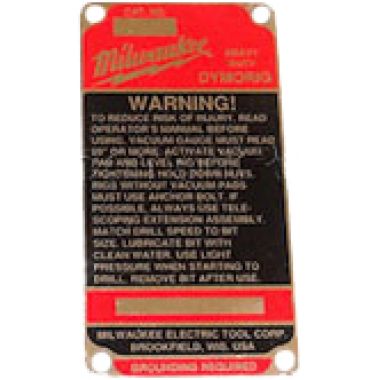 CAT. NO.
Milwaukee
HEAVY
DUTY
DYMORIG
WARNING!
TO REDUCE RISK OF INJURY, READ
OPERATOR'S MANUAL BEFORE
USING. VACUUM GAUGE MUST READ
OR MORE. ACTIVATE VACUUM
PAD AND LEVEL RIG BEFORE
TIGHTENING HOLD DOWN
RIGS WITHOUT VACUUM PADS
MUST USE ANCHOR BOLT. IF
POSSIBLE, ALWAYS USE TELE-
SCOPING EXTENSION ASSEMBLY.
MATCH DRILL SPEED TO BIT
SIZE. LUBRICATE BIT WITH
CLEAN WATER. USE LIGHT
PRESSURE WHEN STARTING TO
DRILL. REMOVE BIT AFTER USE.
MILWAUKEE ELECTRIC TOOL CORP.
BROOKFIELD, WIS. USA
GROUNDING REQUIRED